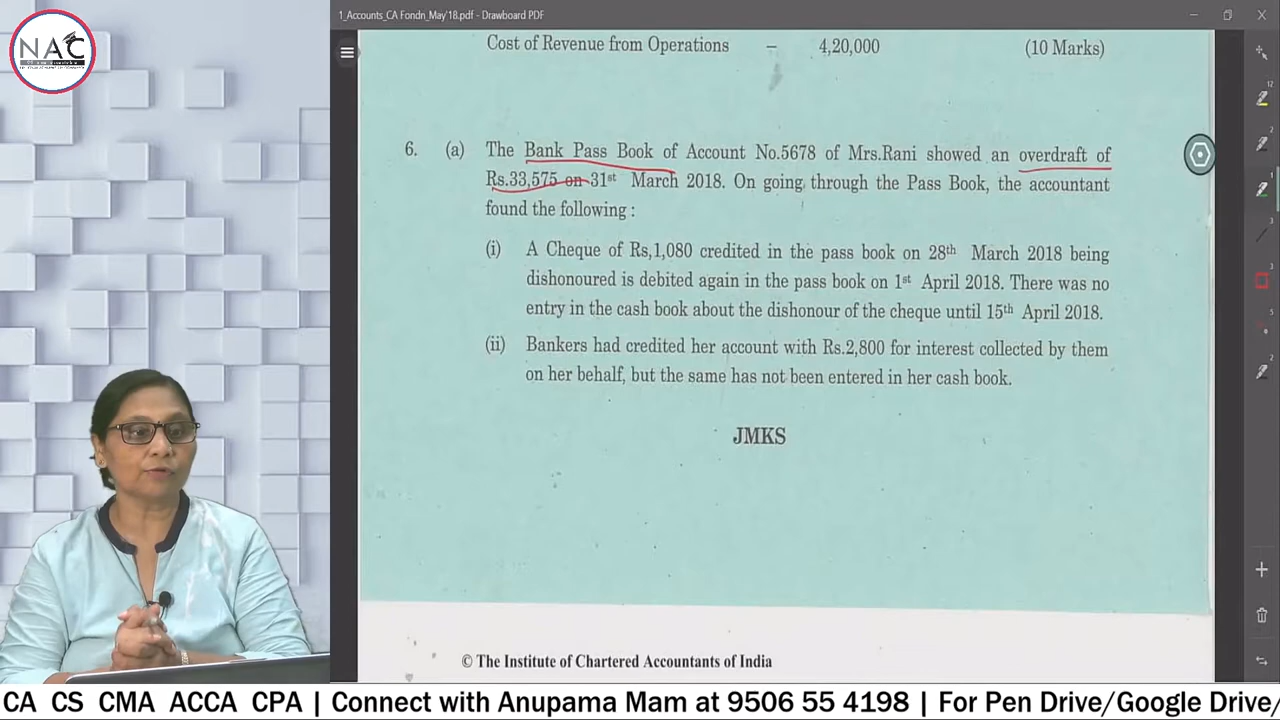 1_Accounts_CA Fondn_May'18.pdf - Drawboard PDF
NAC
Cost of Revenue from Operations – 4,20,000 (10 Marks)
6. (a) The Bank Pass Book of Account No.5678 of Mrs.Rani showed an overdraft of
Rs.33,575 on 31st March 2018. On going through the Pass Book, the accountant
found the following :
(i) A Cheque of Rs,1,080 credited in the pass book on 28th March 2018 being
dishonoured is debited again in the pass book on 1st April 2018. There was no
entry in the cash book about the dishonour of the cheque until 15th April 2018.
(ii) Bankers had credited her account with Rs.2,800 for interest collected by them
on her behalf, but the same has not been entered in her cash book.
JMKS
© The Institute of Chartered Accountants of India
CA CS CMA ACCA CPA | Connect with Anupama Mam at 9506 55 4198 | For Pen Drive/Google Drive/